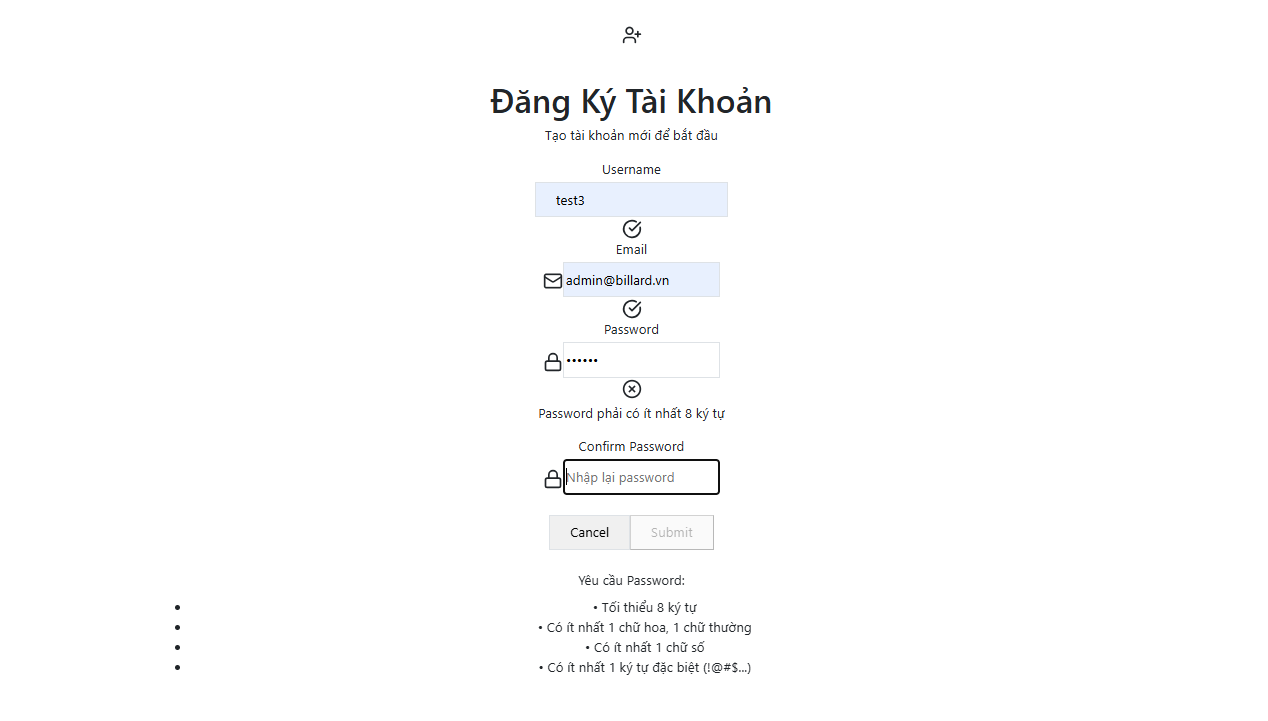 Đăng Ký Tài Khoản
Tạo tài khoản mới để bắt đầu
Username
test3
Email
admin@billard.vn
Password
••••••
Password phải có ít nhất 8 ký tự
Confirm Password
Nhập lại password
Cancel Submit
Yêu cầu Password:
• Tối thiểu 8 ký tự
• Có ít nhất 1 chữ hoa, 1 chữ thường
• Có ít nhất 1 chữ số
• Có ít nhất 1 ký tự đặc biệt (!@#$...)